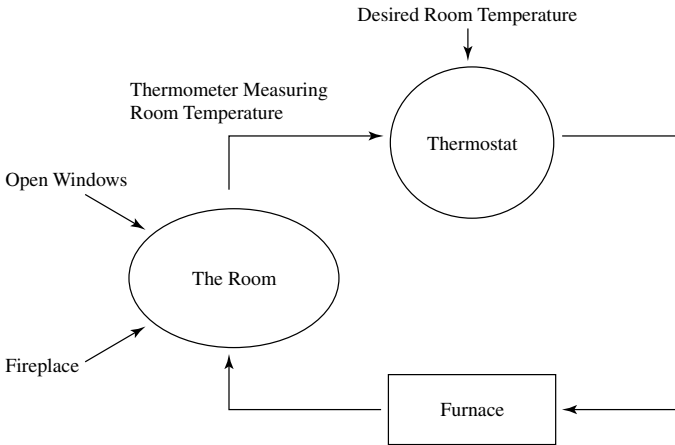 Desired Room Temperature
Thermometer Measuring
Room Temperature
Thermostat
Open Windows
The Room
Fireplace
Furnace